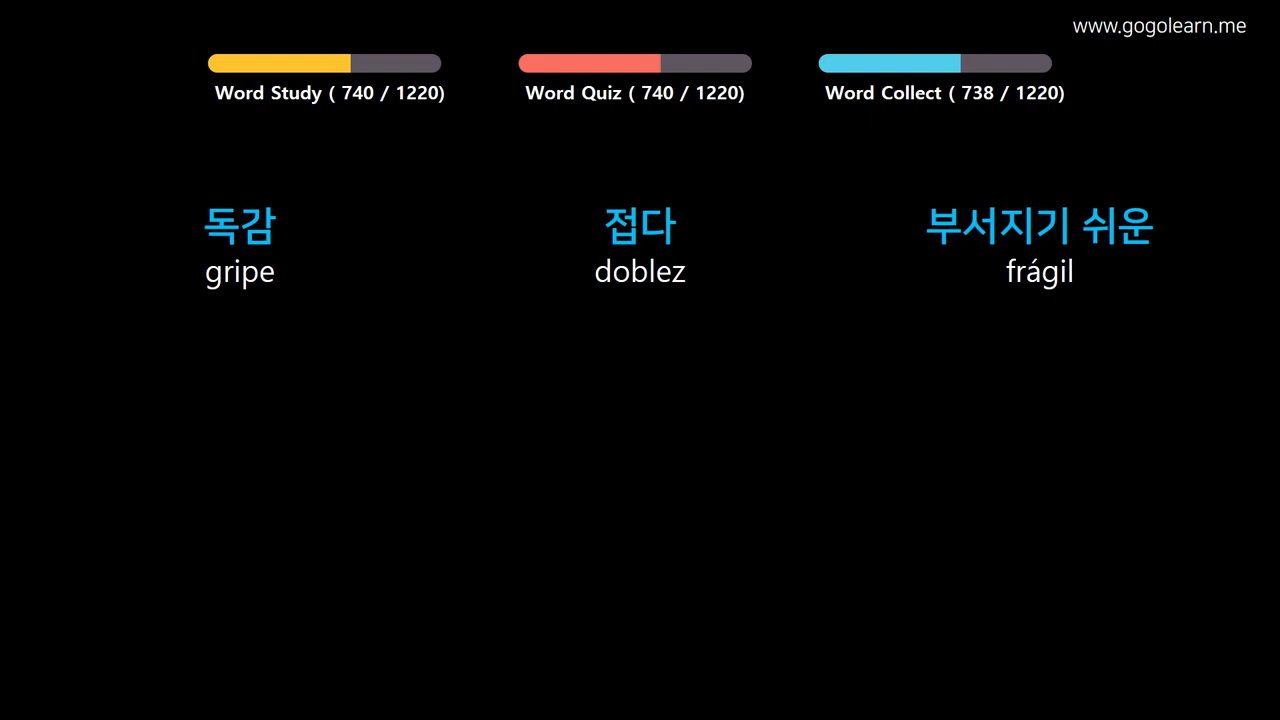 www.gogolearn.me
Word Study ( 740 / 1220)
Word Quiz ( 740 / 1220)
Word Collect ( 738 / 1220)
독감
gripe
접다
doblez
부서지기 쉬운
frágil